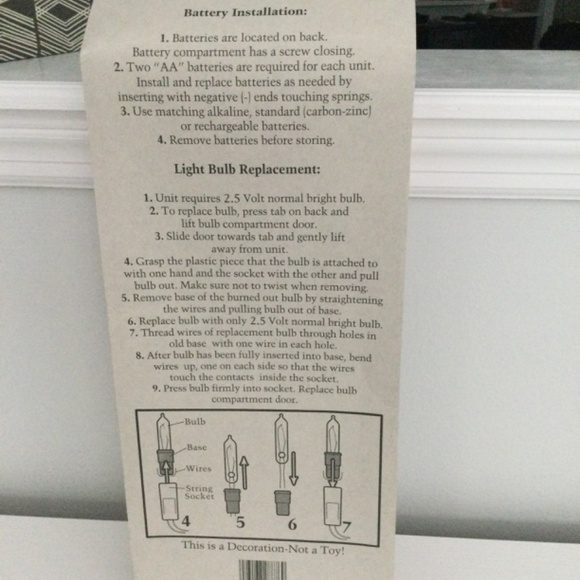 Battery Installation:
1. Batteries are located on back.
Battery compartment has a screw closing.
2. Two "AA" batteries are required for each unit.
Install and replace batteries as needed by
inserting with negative (-) ends touching springs.
3. Use matching alkaline, standard (carbon-zinc)
or rechargeable batteries.
4. Remove batteries before storing.
Light Bulb Replacement:
1. Unit requires 2.5 Volt normal bright bulb.
2. To replace bulb, press tab on back and
lift bulb compartment door.
3. Slide door towards tab and gently lift
away from unit.
4. Grasp the plastic piece that the bulb is attached to
with one hand and the socket with the other and pull
bulb out. Make sure not to twist when removing.
5. Remove base of the burned out bulb by straightening
the wires and pulling bulb out of base.
6. Replace bulb with only 2.5 Volt normal bright bulb.
7. Thread wires of replacement bulb through holes in
old base with one wire in each hole.
8. After bulb has been fully inserted into base, bend
wires up, one on each side so that the wires
touch the contacts inside the socket.
9. Press bulb firmly into socket. Replace bulb
compartment door.
Bulb
Base
Wires
String
Socket
4 5 6 7
This is a Decoration-Not a Toy!